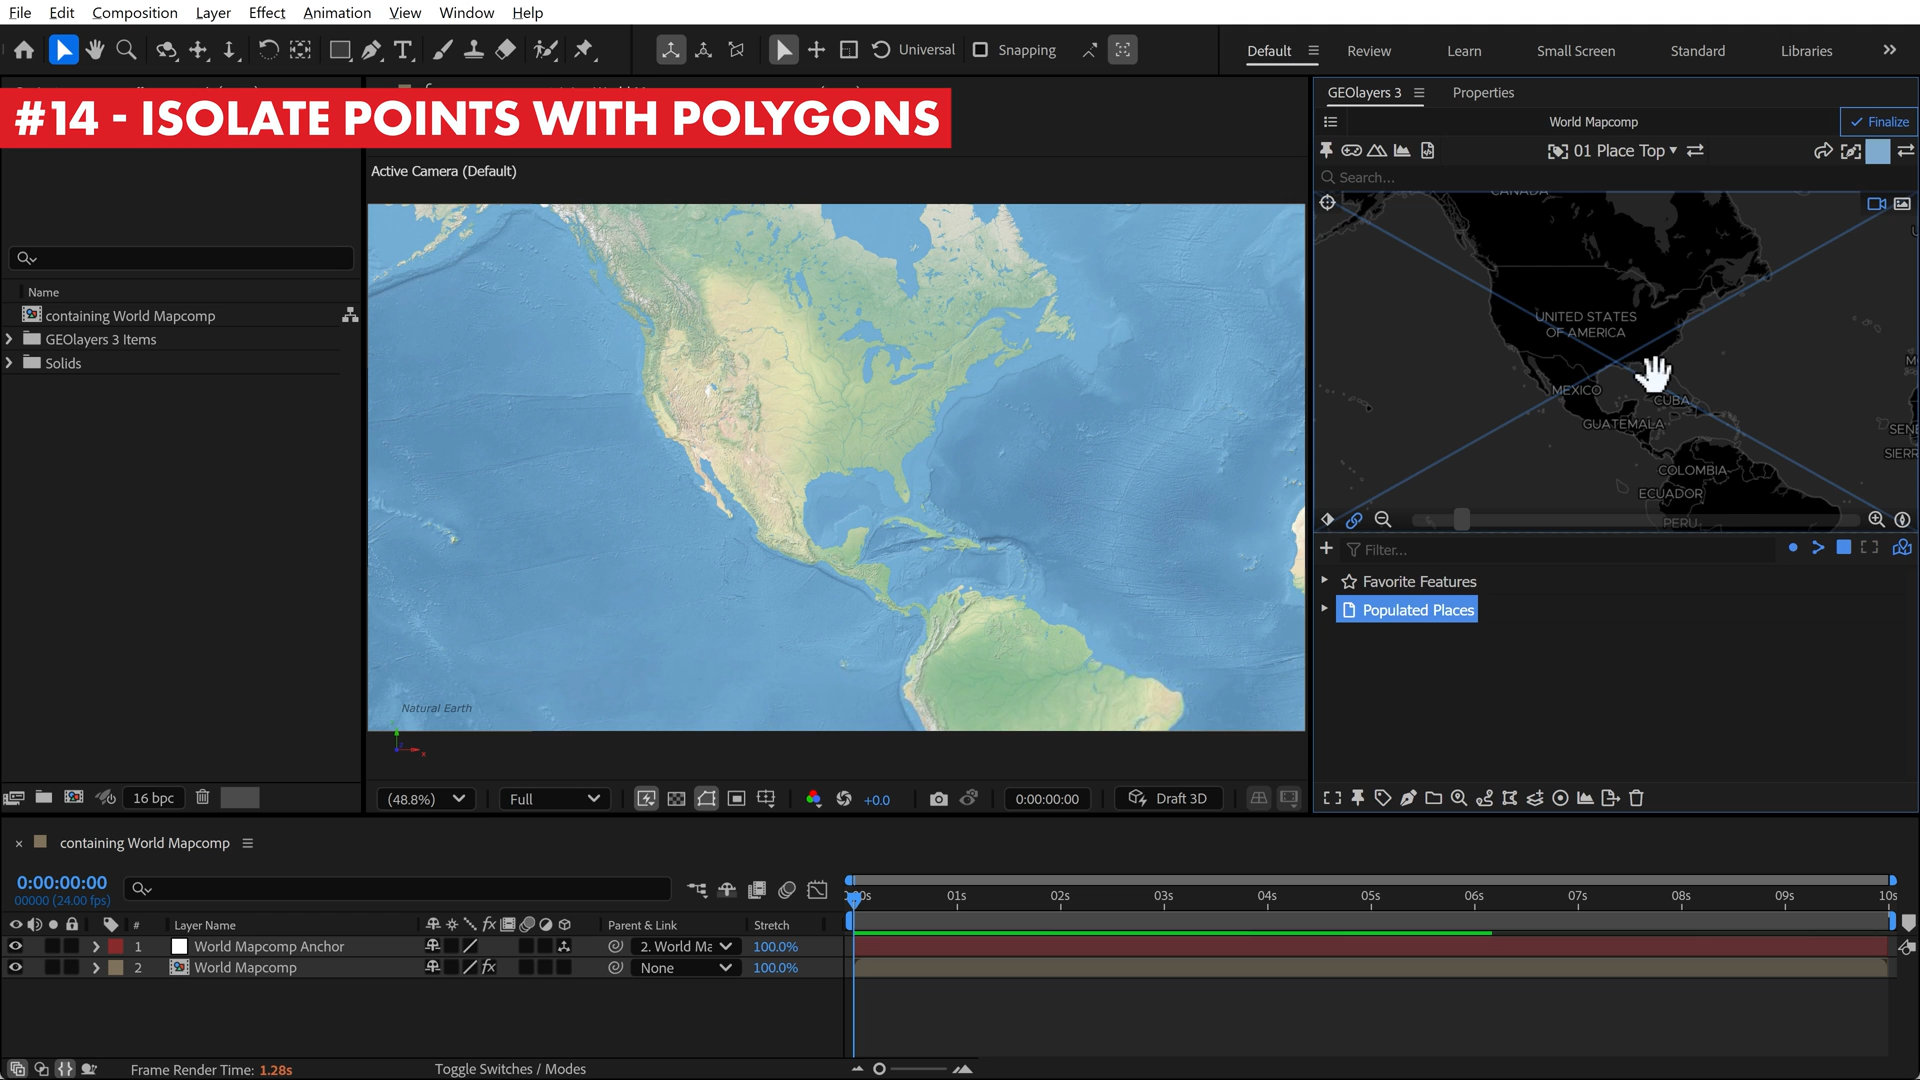 File Edit Composition Layer Effect Animation View Window Help
Universal Snapping Default Review Learn Small Screen Standard Libraries
#14 - ISOLATE POINTS WITH POLYGONS
GEOlayers 3 Properties
World Mapcomp Finalize
01 Place Top
Search...
Active Camera (Default)
CANADA
UNITED STATES
OF AMERICA
MEXICO
CUBA
GUATEMALA
COLOMBIA
ECUADOR
PERU
SENE
SIERR
Name
containing World Mapcomp
GEOlayers 3 Items
Solids
Natural Earth
Filter...
Favorite Features
Populated Places
16 bpc
(48.8%) Full +0.0 0:00:00:00 Draft 3D
containing World Mapcomp
0:00:00:00
00000 (24.00 fps)
01s 02s 03s 04s 05s 06s 07s 08s 09s 10s
# Layer Name fx Parent & Link Stretch
1 World Mapcomp Anchor 2. World Ma 100.0%
2 World Mapcomp fx None 100.0%
Frame Render Time: 1.28s Toggle Switches / Modes